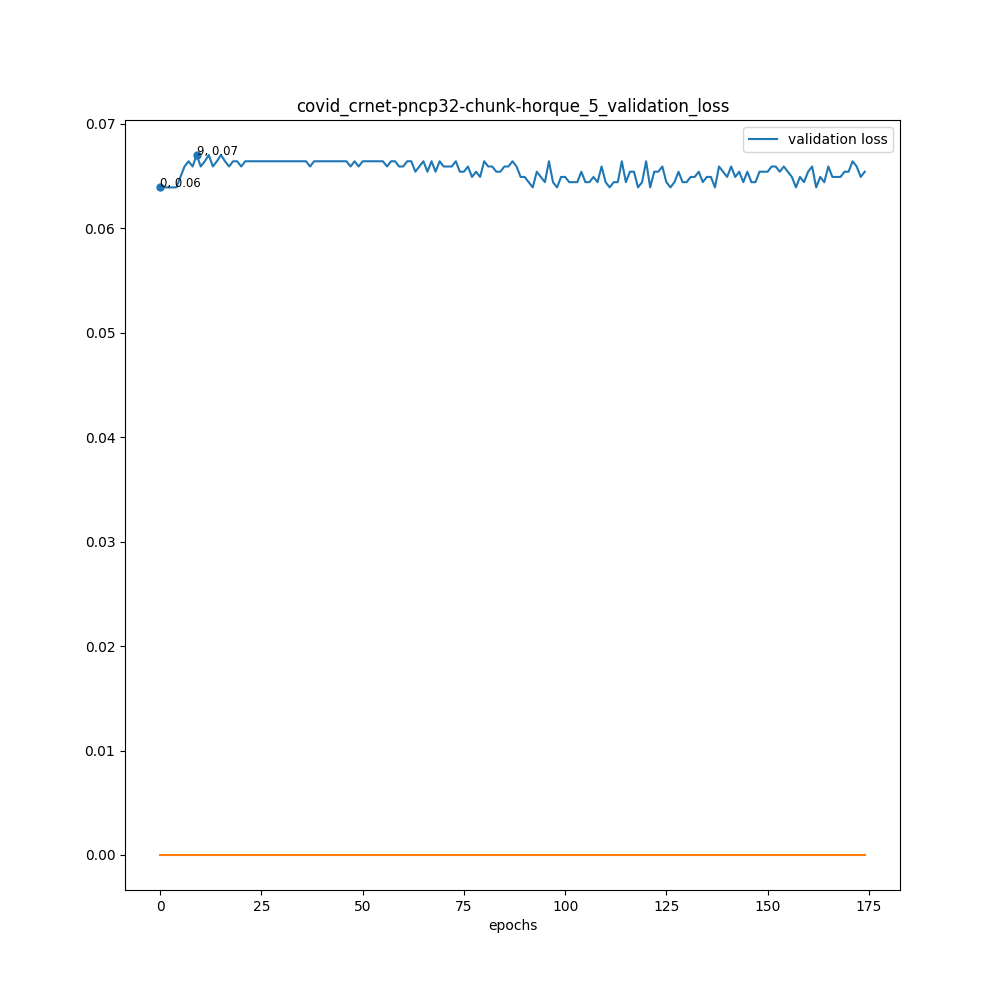 covid_crnet-pncp32-chunk-horque_5_validation_loss
validation loss
0.07
9, 0.07
0, 0.06
0.06
0.05
0.04
0.03
0.02
0.01
0.00
0 25 50 75 100 125 150 175
epochs